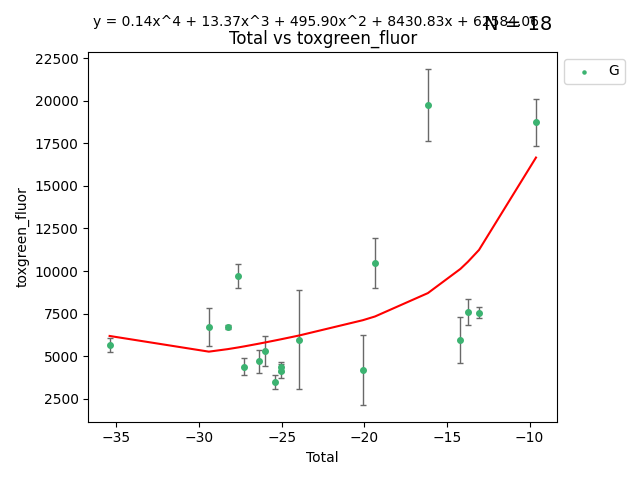 y = 0.14x^4 + 13.37x^3 + 495.90x^2 + 8430.83x + 62584.06
N = 18
Total vs toxgreen_fluor
G
22500
20000
17500
15000
12500
10000
7500
5000
2500
toxgreen_fluor
−35
−30
−25
−20
−15
−10
Total